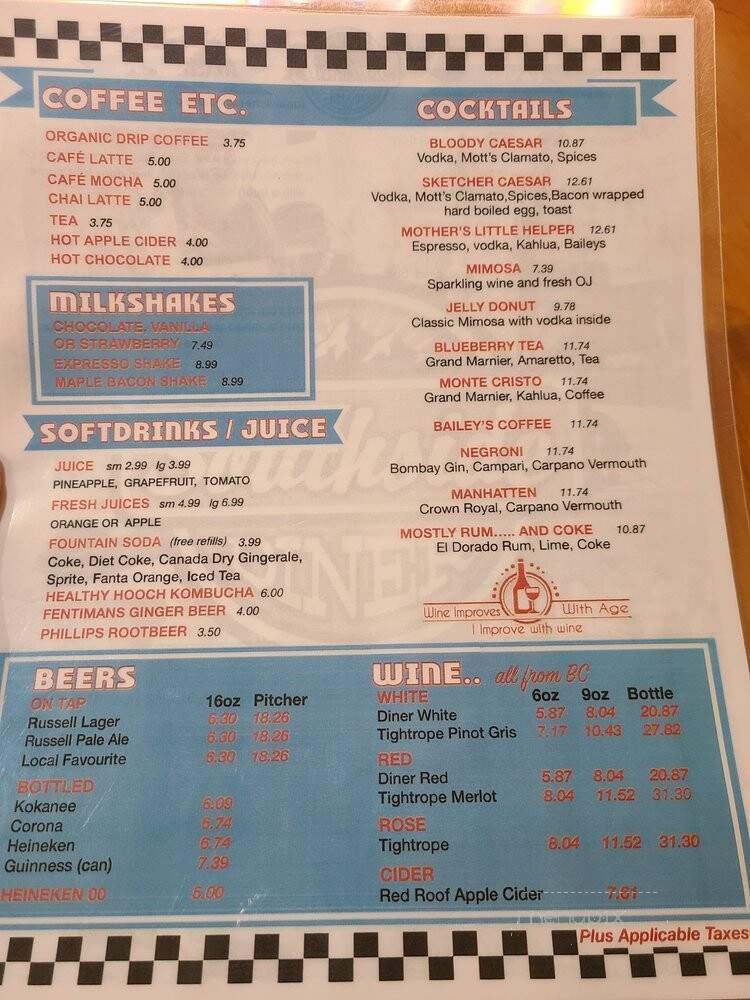 COFFEE ETC.
ORGANIC DRIP COFFEE 3.75
CAFÉ LATTE 5.00
CAFÉ MOCHA 5.00
CHAI LATTE 5.00
TEA 3.75
HOT APPLE CIDER 4.00
HOT CHOCOLATE 4.00
MILKSHAKES
CHOCOLATE, VANILLA
OR STRAWBERRY 7.49
EXPRESSO SHAKE 8.99
MAPLE BACON SHAKE 8.99
SOFTDRINKS / JUICE
JUICE sm 2.99 lg 3.99
PINEAPPLE, GRAPEFRUIT, TOMATO
FRESH JUICES sm 4.99 lg 6.99
ORANGE OR APPLE
FOUNTAIN SODA (free refills) 3.99
Coke, Diet Coke, Canada Dry Gingerale,
Sprite, Fanta Orange, Iced Tea
HEALTHY HOOCH KOMBUCHA 6.00
FENTIMANS GINGER BEER 4.00
PHILLIPS ROOTBEER 3.50
COCKTAILS
BLOODY CAESAR 10.87
Vodka, Mott's Clamato, Spices
SKETCHER CAESAR 12.61
Vodka, Mott's Clamato,Spices,Bacon wrapped
hard boiled egg, toast
MOTHER'S LITTLE HELPER 12.61
Espresso, vodka, Kahlua, Baileys
MIMOSA 7.39
Sparkling wine and fresh OJ
JELLY DONUT 9.78
Classic Mimosa with vodka inside
BLUEBERRY TEA 11.74
Grand Marnier, Amaretto, Tea
MONTE CRISTO 11.74
Grand Marnier, Kahlua, Coffee
BAILEY'S COFFEE 11.74
NEGRONI 11.74
Bombay Gin, Campari, Carpano Vermouth
MANHATTEN 11.74
Crown Royal, Carpano Vermouth
MOSTLY RUM..... AND COKE 10.87
El Dorado Rum, Lime, Coke
Wine Improves With Age
I Improve with wine
BEERS
ON TAP 16oz Pitcher
Russell Lager 6.30 18.26
Russell Pale Ale 6.30 18.26
Local Favourite 6.30 18.26
BOTTLED
Kokanee 6.09
Corona 6.74
Heineken 6.74
Guinness (can) 7.39
HEINEKEN 00 5.00
WINE.. all from BC
WHITE 6oz 9oz Bottle
Diner White 5.87 8.04 20.87
Tightrope Pinot Gris 7.17 10.43 27.82
RED
Diner Red 5.87 8.04 20.87
Tightrope Merlot 8.04 11.52 31.30
ROSE
Tightrope 8.04 11.52 31.30
CIDER
Red Roof Apple Cider 7.61
Plus Applicable Taxes